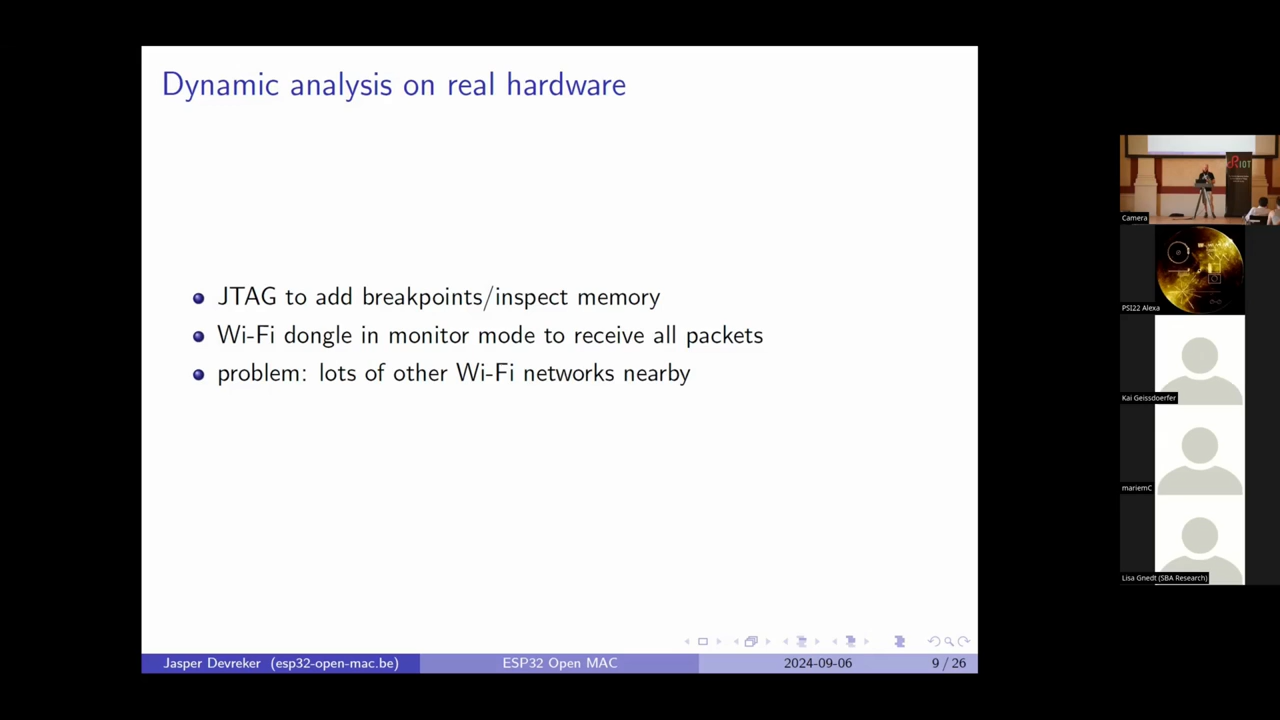 Dynamic analysis on real hardware
JTAG to add breakpoints/inspect memory
Wi-Fi dongle in monitor mode to receive all packets
problem: lots of other Wi-Fi networks nearby
Jasper Devreker (esp32-open-mac.be)
ESP32 Open MAC
2024-09-06
9 / 26
RIOT
Camera
PSI22 Alexa
Kai Geissdoerfer
mariemC
Lisa Gnedt (SBA Research)